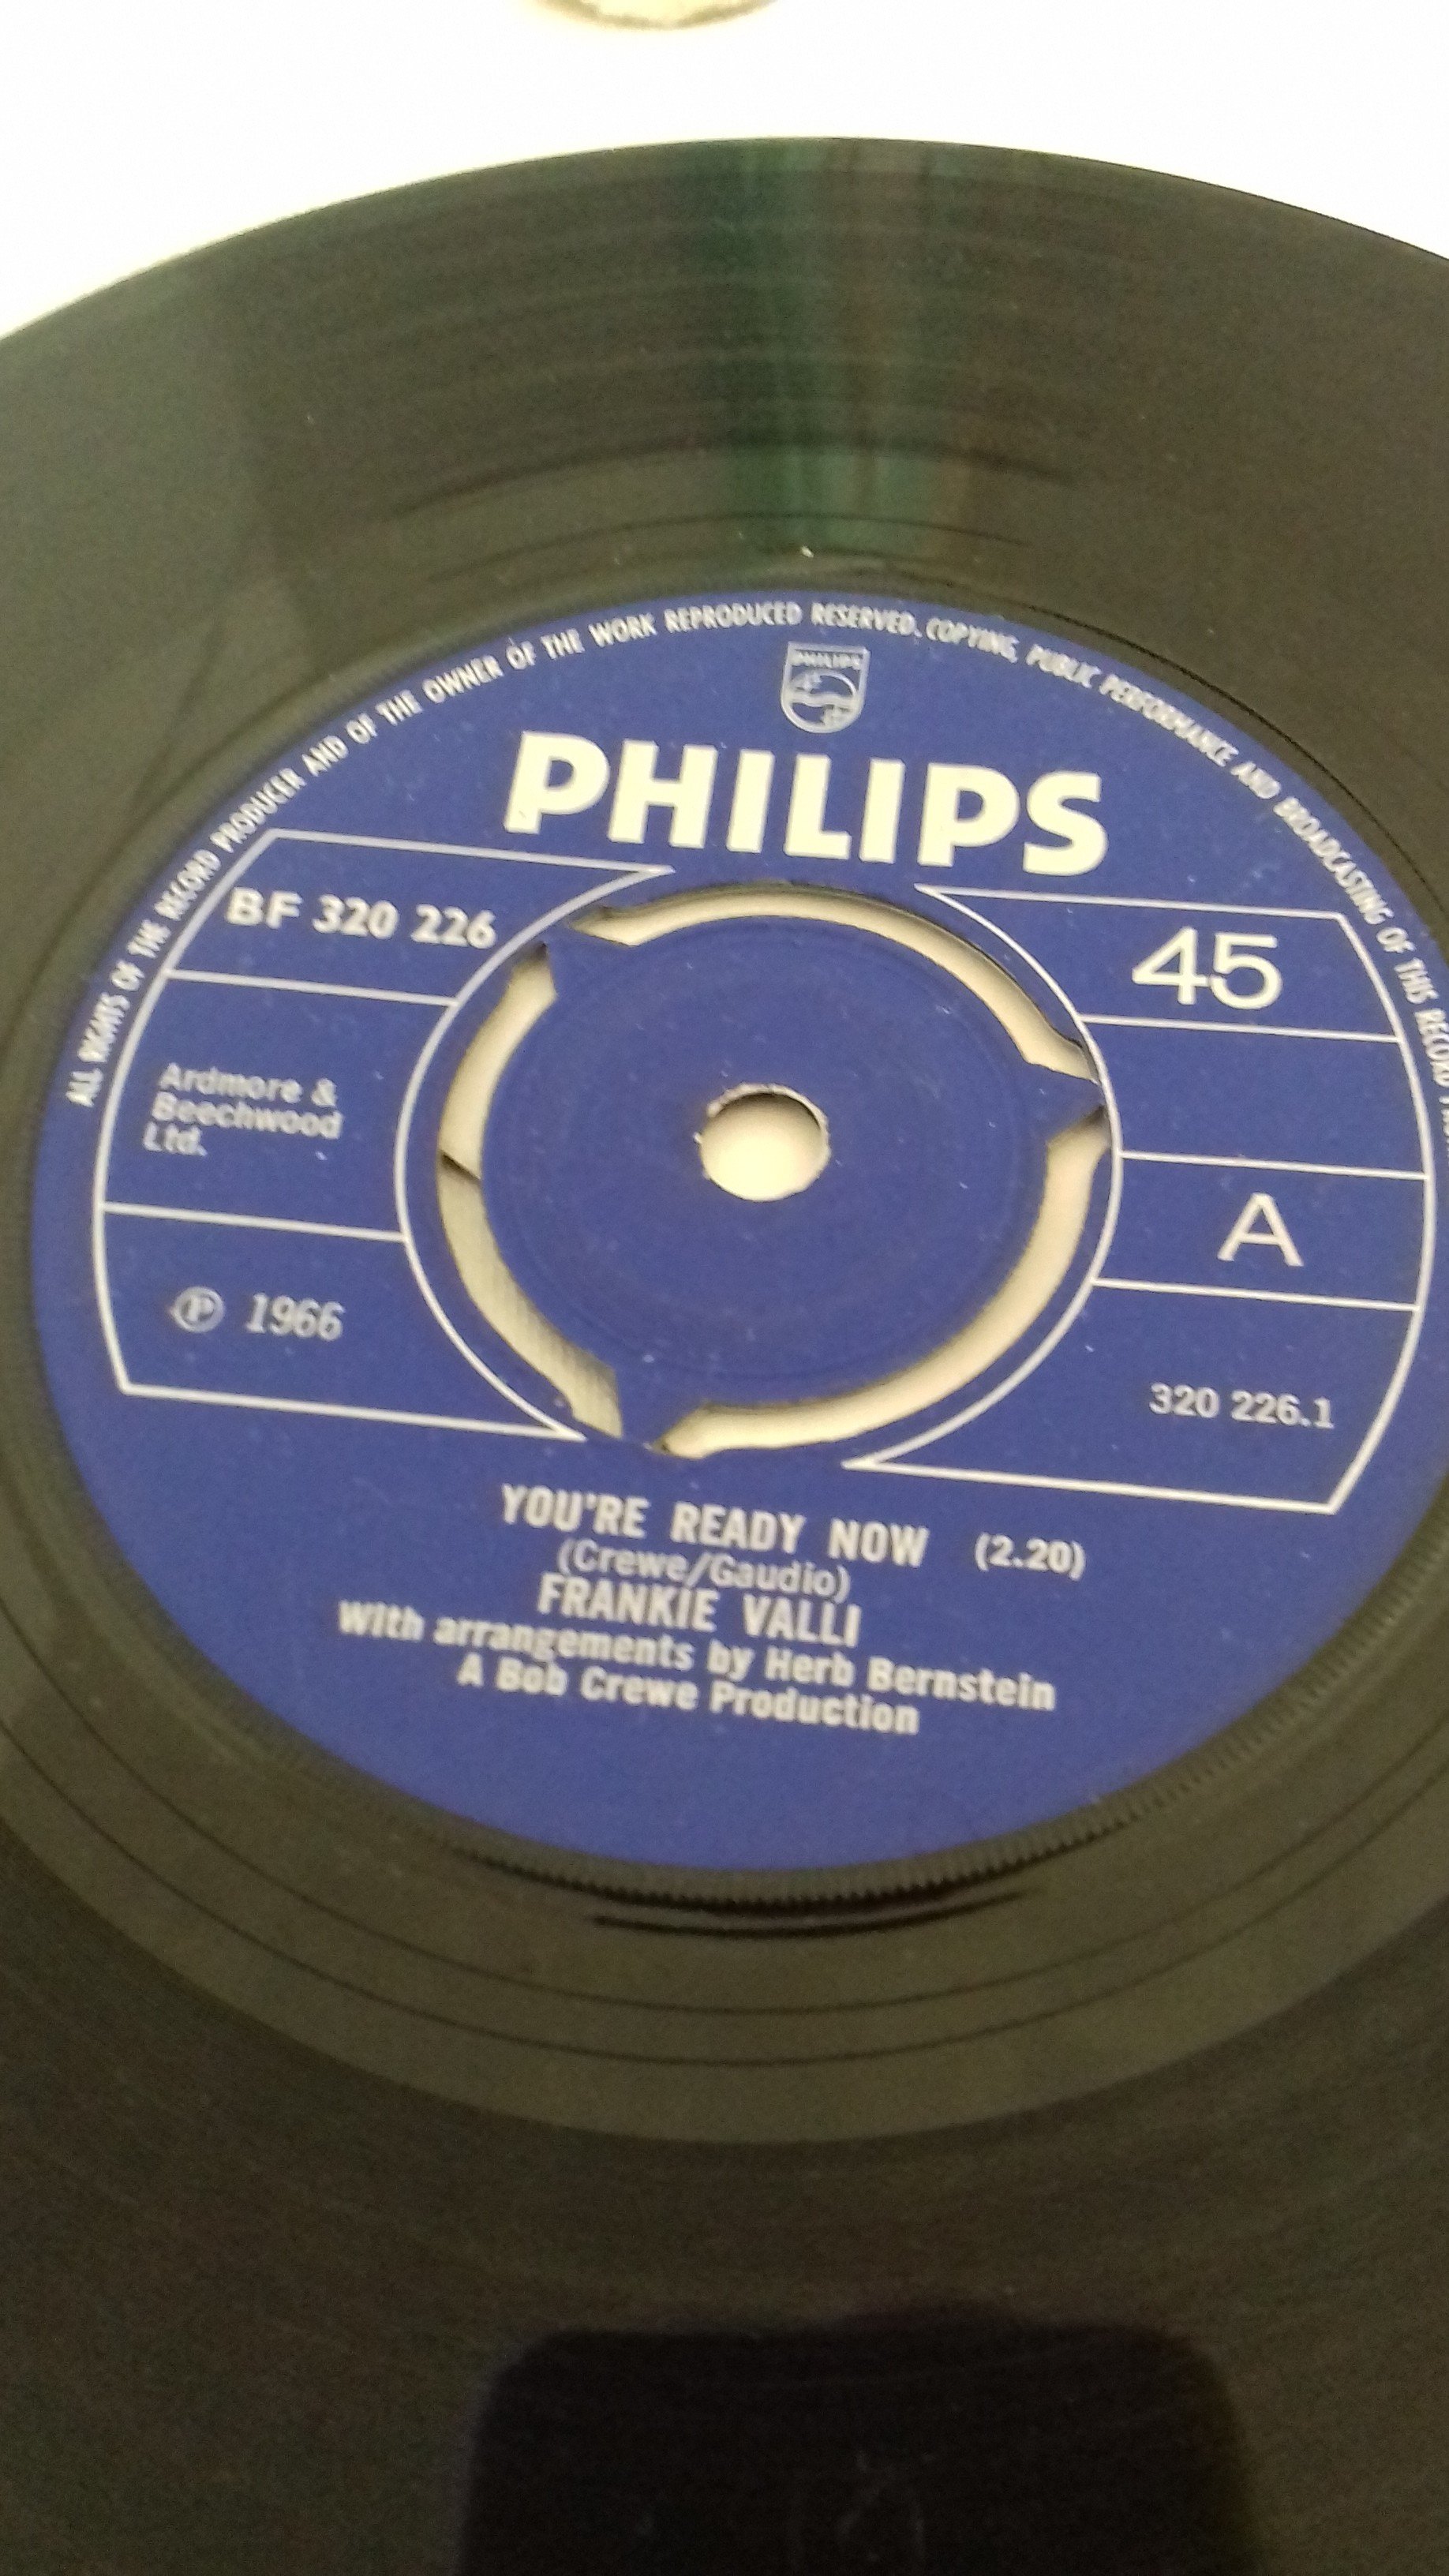 ALL RIGHTS OF THE RECORD PRODUCER AND OF THE OWNER OF THE WORK REPRODUCED RESERVED. COPYING, PUBLIC PERFORMANCE AND BROADCASTING OF THIS RECORD
PHILIPS
PHILIPS
BF 320 226
45
Ardmore &
Beechwood
Ltd.
A
℗ 1966
320 226.1
YOU'RE READY NOW (2.20)
(Crewe/Gaudio)
FRANKIE VALLI
With arrangements by Herb Bernstein
A Bob Crewe Production